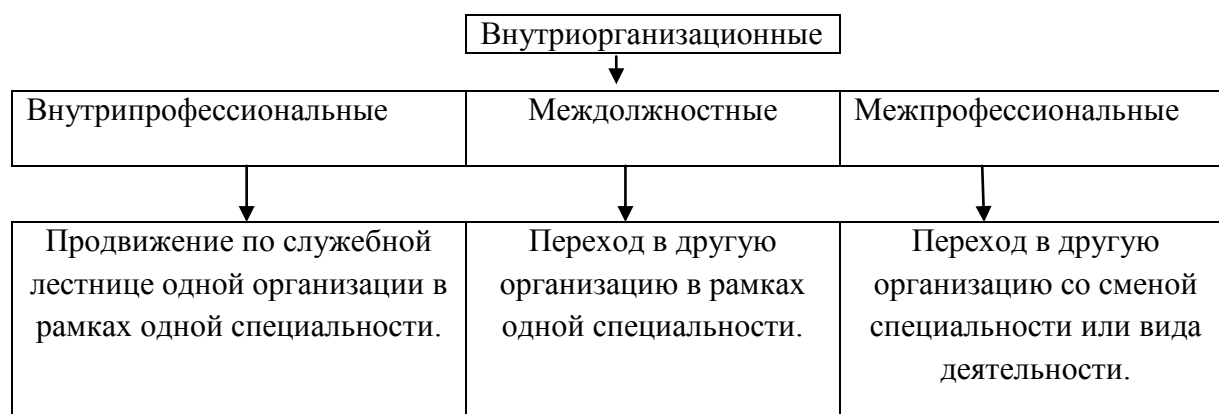 Внутриорганизационные
Внутрипрофессиональные
Междолжностные
Межпрофессиональные
Продвижение по служебной
лестнице одной организации в
рамках одной специальности.
Переход в другую
организацию в рамках
одной специальности.
Переход в другую
организацию со сменой
специальности или вида
деятельности.